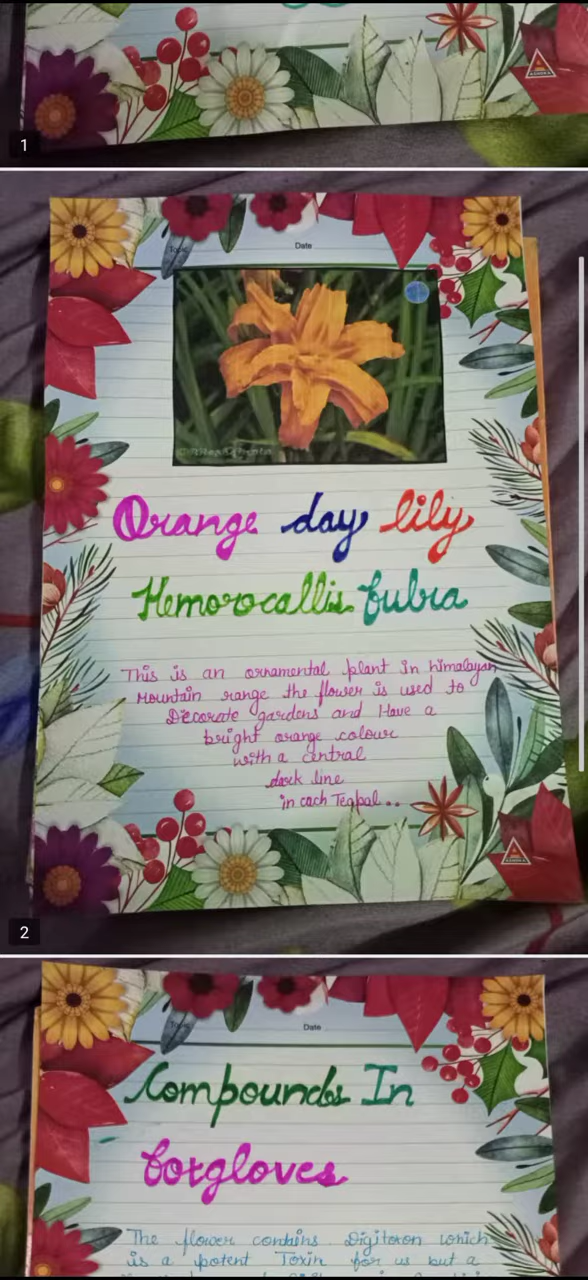 1
Date
Orange day lily
Hemorocallis fulva
This is an ornamental plant in himalayan
Mountain range the flower is used to
Decorate gardens and Have a
bright orange colour
with a central
dark line
in each Tegbal..
2
Date
Compounds In
foxgloves
The flower contains Digitoxon which
is a potent Toxin for us but a